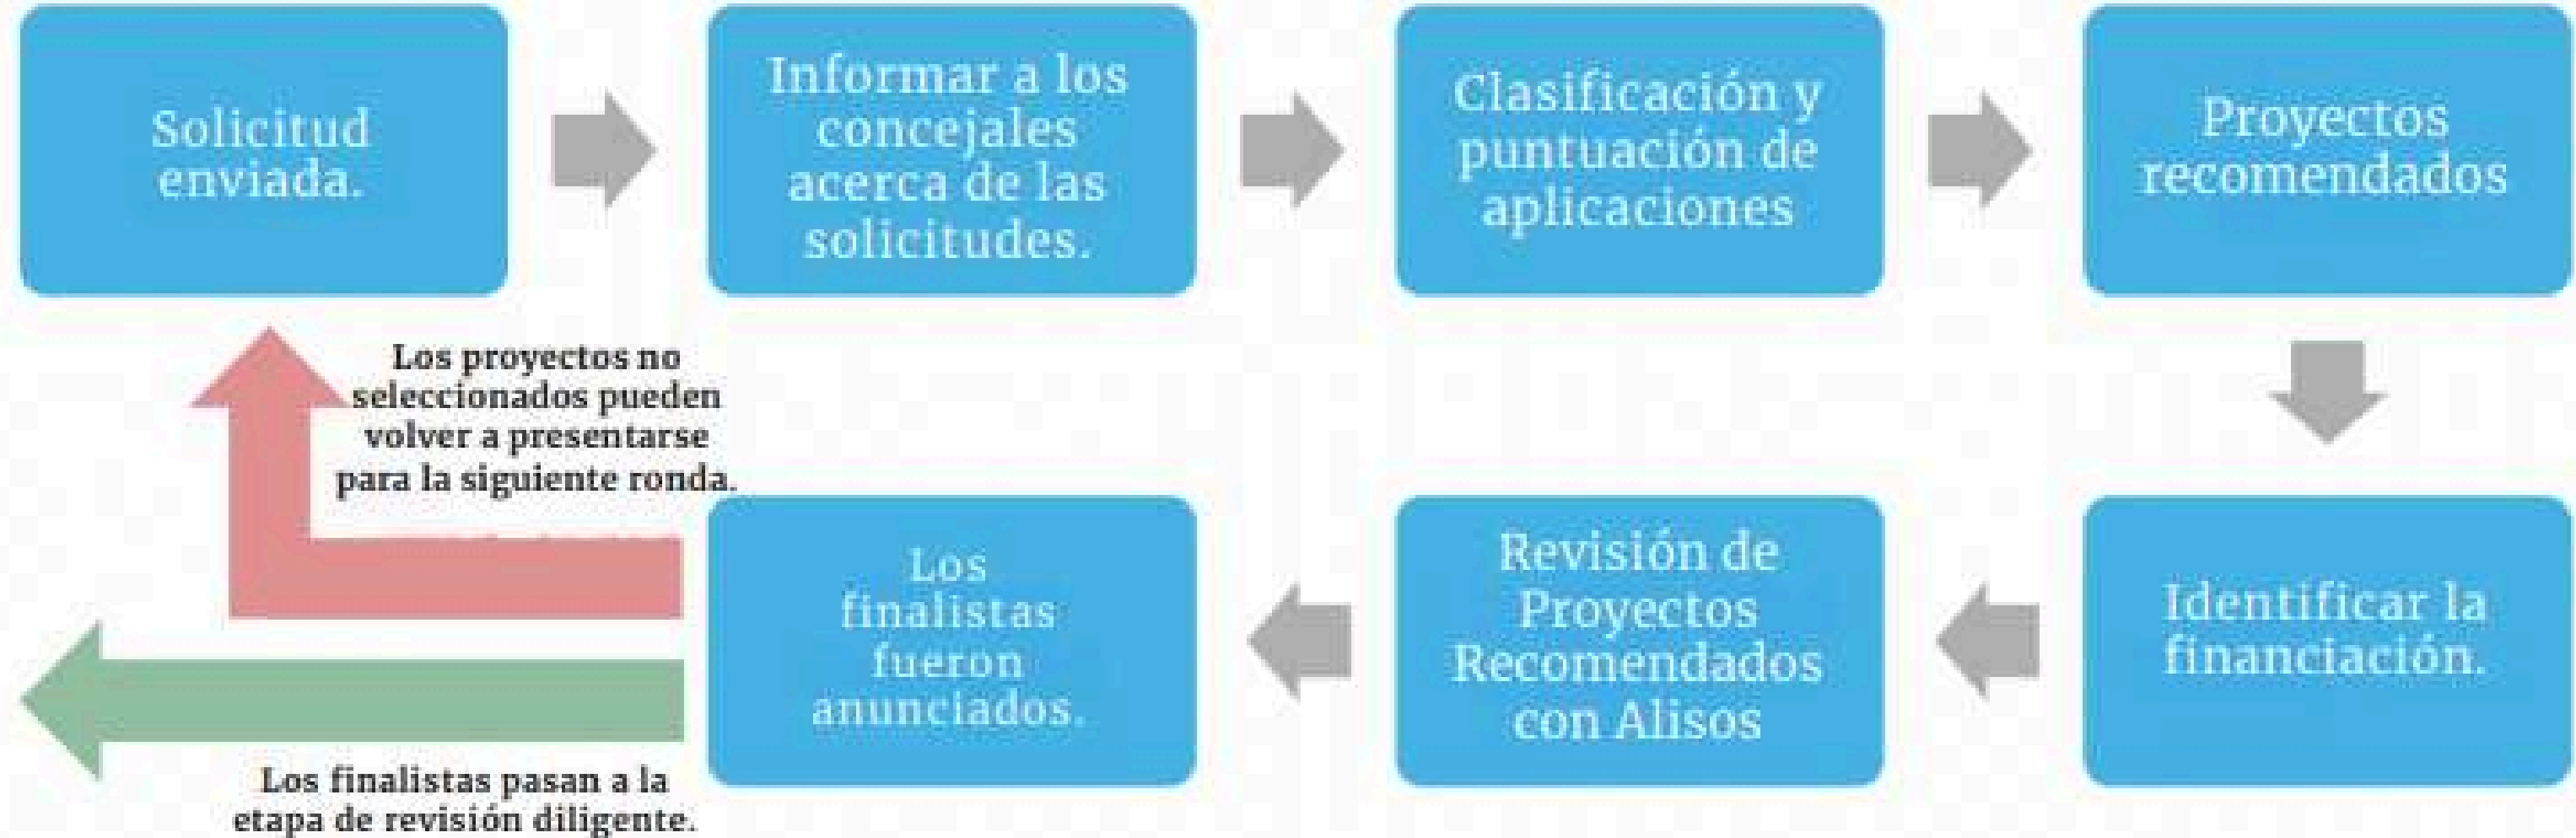 Solicitud
enviada.
Informar a los
concejales
acerca de las
solicitudes.
Clasificación y
puntuación de
aplicaciones
Proyectos
recomendados
Identificar la
financiación.
Revisión de
Proyectos
Recomendados
con Alisos
Los
finalistas
fueron
anunciados.
Los proyectos no
seleccionados pueden
volver a presentarse
para la siguiente ronda.
Los finalistas pasan a la
etapa de revisión diligente.